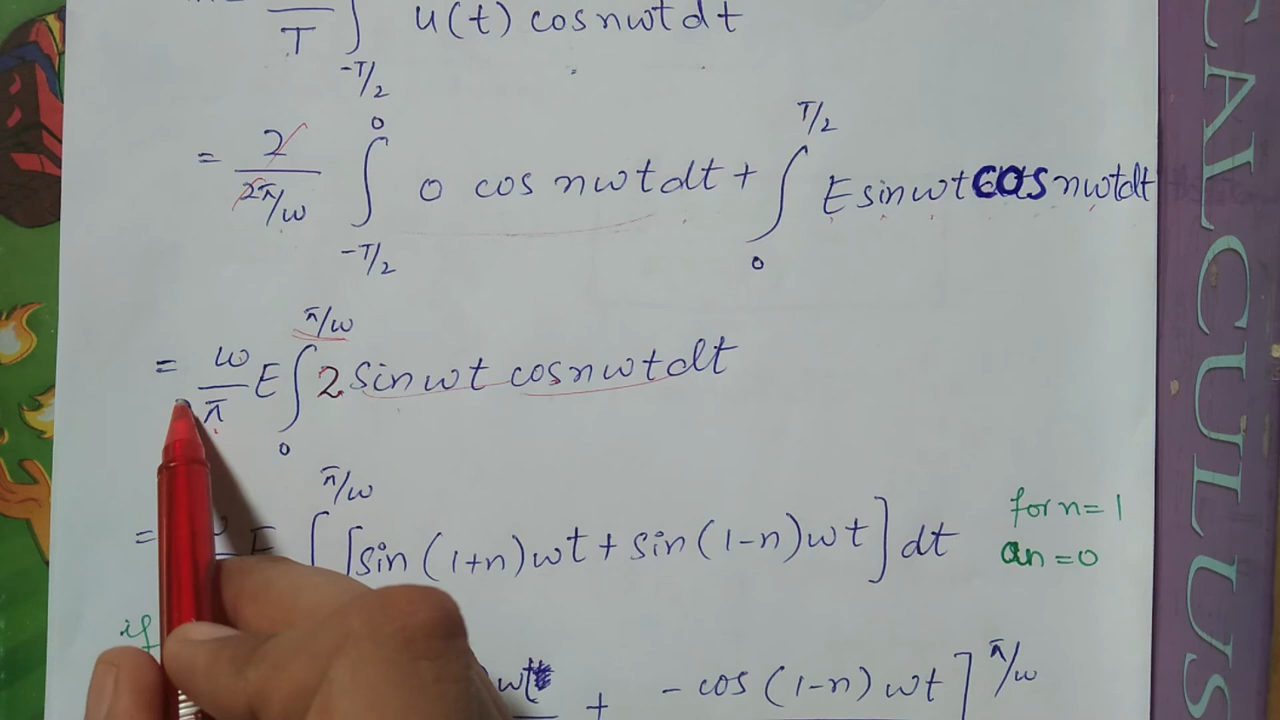 T ∫ u(t) cos nωt dt
-T/2
= 2/(2π/ω) ∫_{-T/2}^{0} 0 cos nωt dt + ∫_{0}^{T/2} E sin ωt cos nωt dt
= ω/π E ∫_{0}^{π/ω} 2 sin ωt cos nωt dt
= E ∫^{π/ω} [sin (1+n)ωt + sin (1-n)ωt] dt for n=1
an=0
if
ωt + -cos (1-n) ωt ]^{π/ω}
CALCULUS